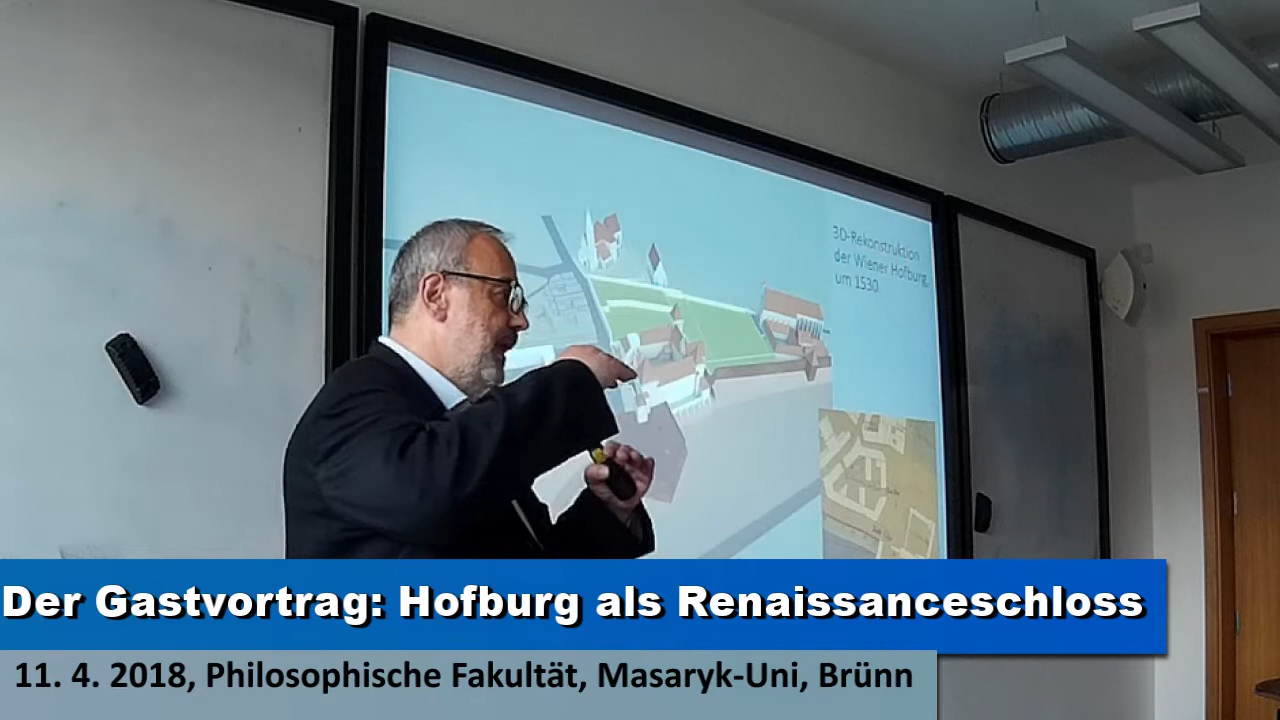 3D-Rekonstruktion
der Wiener Hofburg,
um 1530
Der Gastvortrag: Hofburg als Renaissanceschloss
11. 4. 2018, Philosophische Fakultät, Masaryk-Uni, Brünn